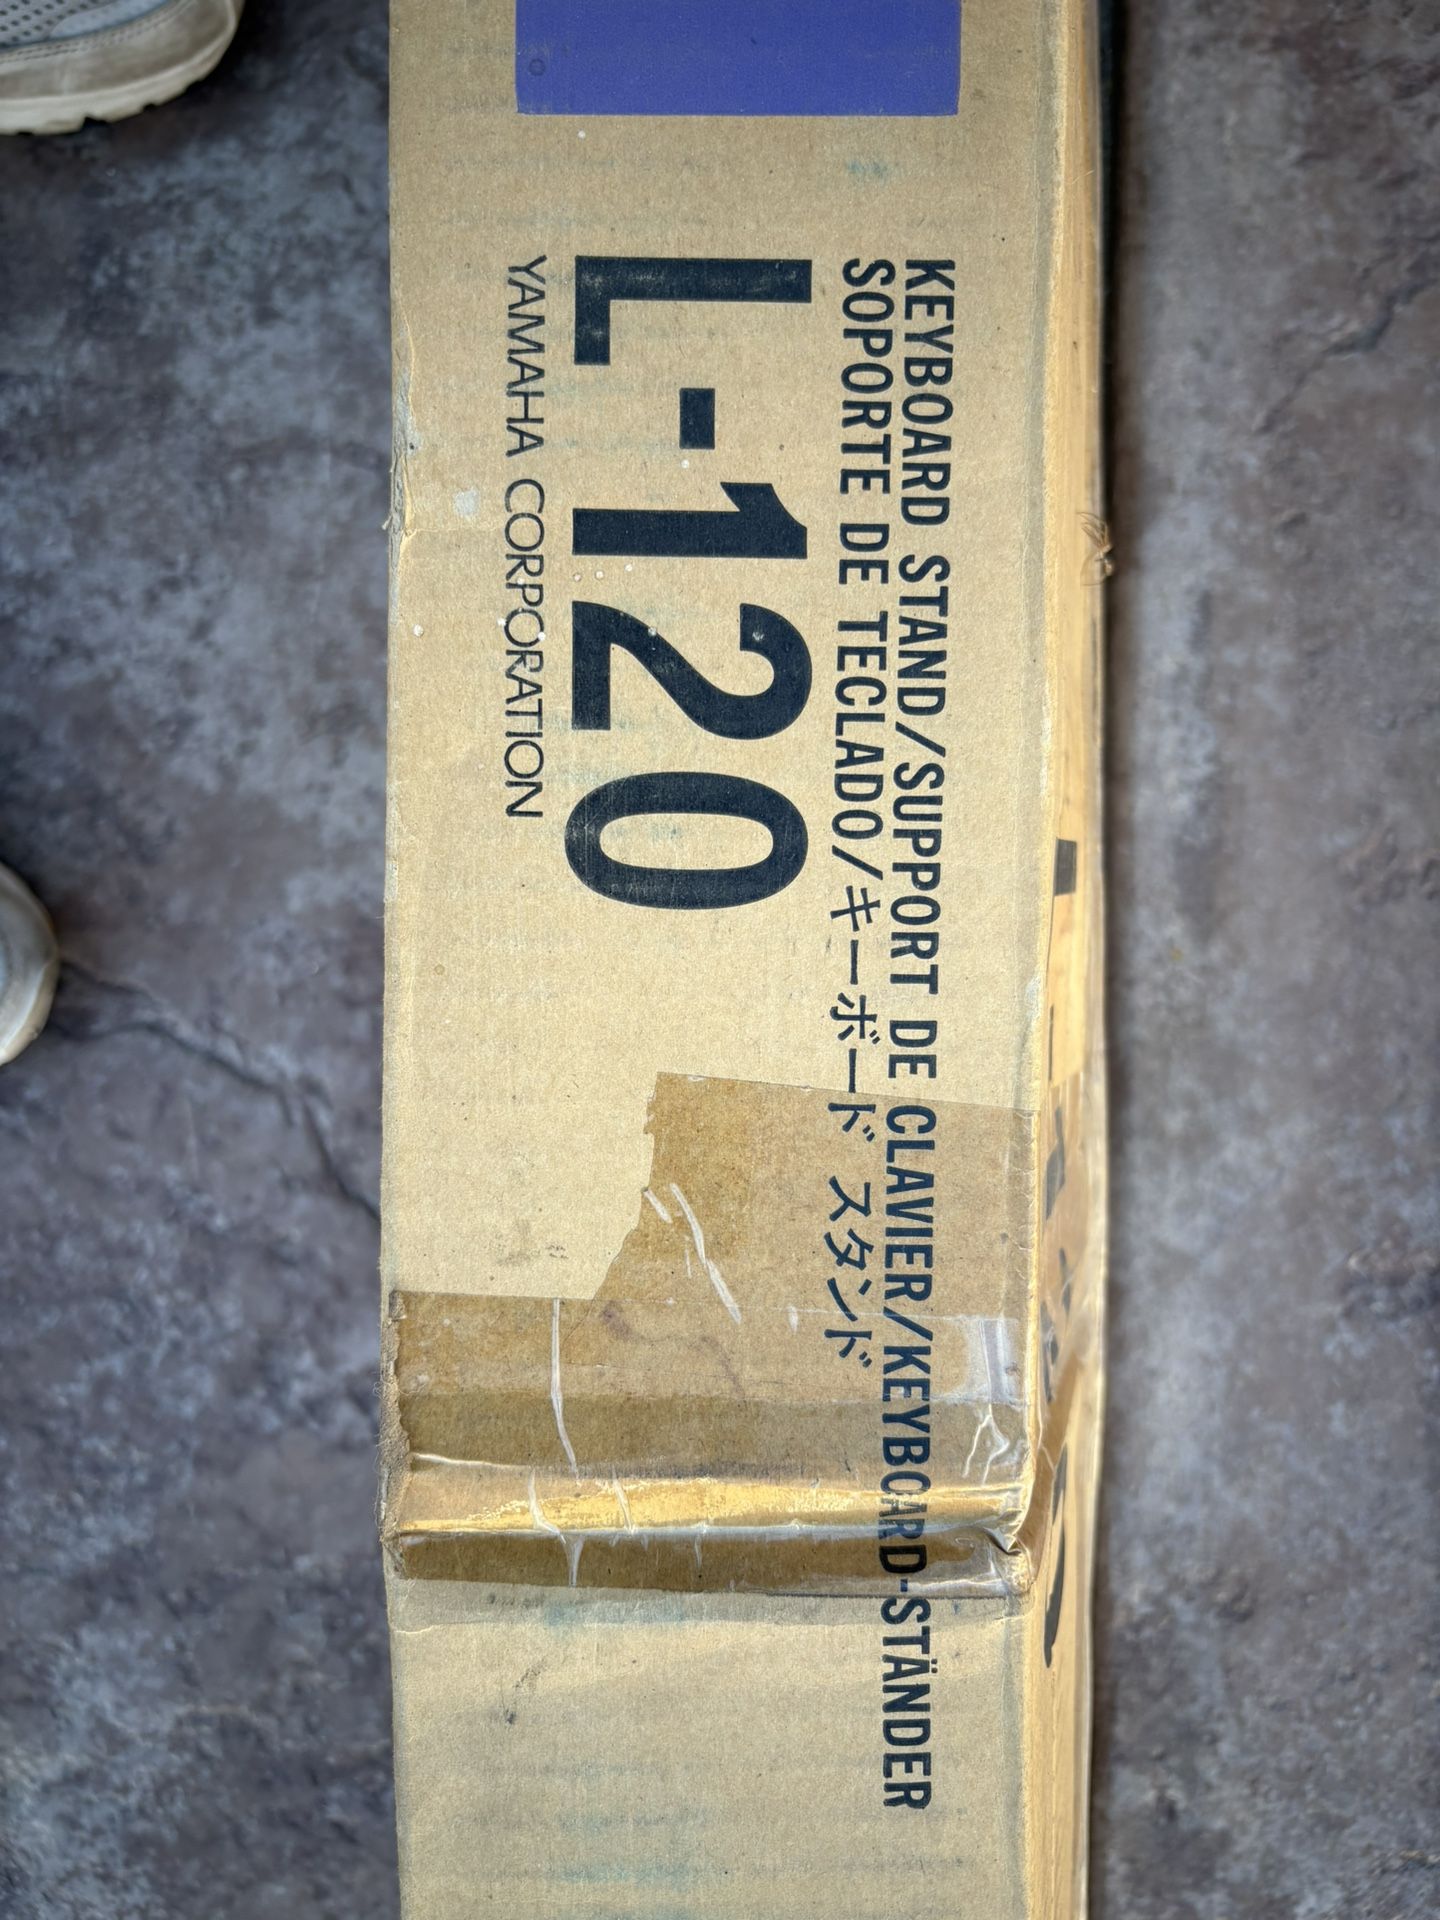 KEYBOARD STAND/SUPPORT DE CLAVIER/KEYBOARD-STÄNDER
SOPORTE DE TECLADO/キーボード スタンド
L-120
YAMAHA CORPORATION